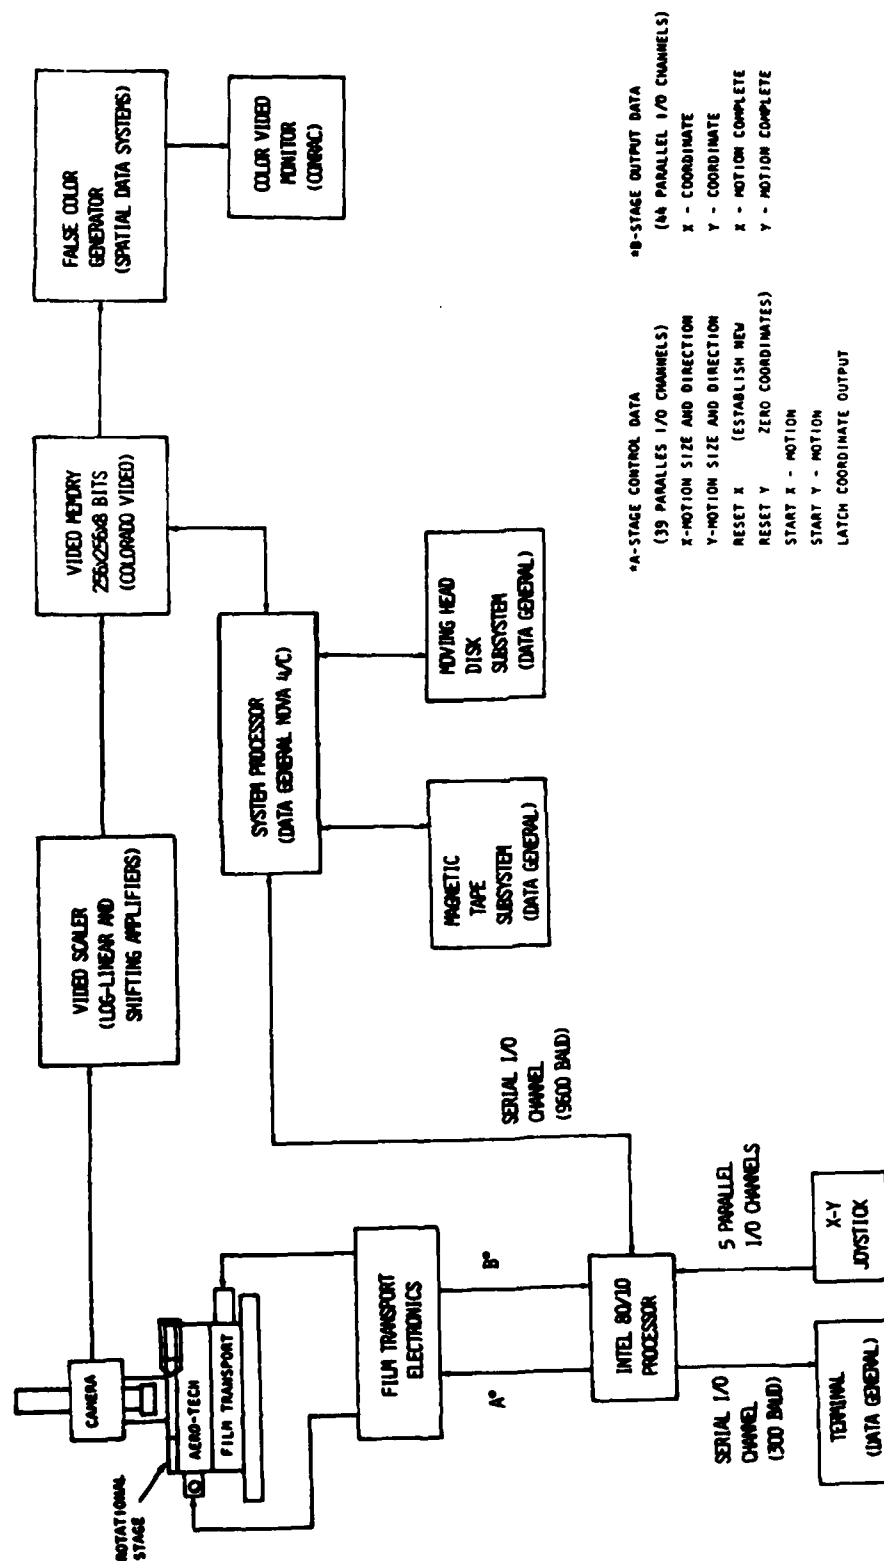 ROTATIONAL
STAGE
CAMERA
AERO-TECH
FILM TRANSPORT
VIDEO SCALER
(LOG-LINEAR AND
SHIFTING AMPLIFIERS)
VIDEO MEMORY
256X256X8 BITS
(COLORADO VIDEO)
FALSE COLOR
GENERATOR
(SPATIAL DATA SYSTEMS)
COLOR VIDEO
MONITOR
(CONRAC)
SYSTEM PROCESSOR
(DATA GENERAL NOVA 4/C)
MAGNETIC
TAPE
SUBSYSTEM
(DATA GENERAL)
MOVING HEAD
DISK
SUBSYSTEM
(DATA GENERAL)
FILM TRANSPORT
ELECTRONICS
A*
B*
SERIAL I/O
CHANNEL
(9600 BAUD)
INTEL 80/10
PROCESSOR
SERIAL I/O
CHANNEL
(300 BAUD)
5 PARALLEL
I/O CHANNELS
TERMINAL
(DATA GENERAL)
X-Y
JOYSTICK
*A-STAGE CONTROL DATA
(39 PARALLES I/O CHANNELS)
X-MOTION SIZE AND DIRECTION
Y-MOTION SIZE AND DIRECTION
RESET X (ESTABLISH NEW
RESET Y ZERO COORDINATES)
START X - MOTION
START Y - MOTION
LATCH COORDINATE OUTPUT
*B-STAGE OUTPUT DATA
(44 PARALLEL I/O CHANNELS)
X - COORDINATE
Y - COORDINATE
X - MOTION COMPLETE
Y - MOTION COMPLETE